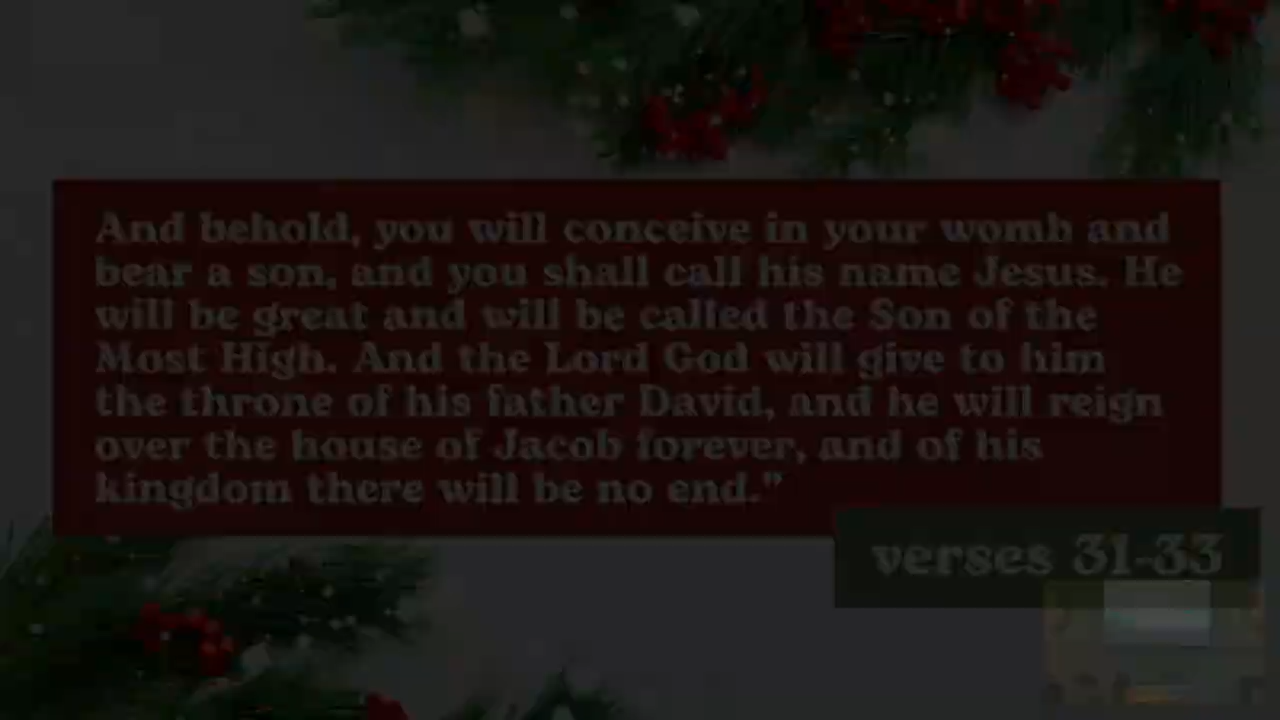 And behold, you will conceive in your womb and
bear a son, and you shall call his name Jesus. He
will be great and will be called the Son of the
Most High. And the Lord God will give to him
the throne of his father David, and he will reign
over the house of Jacob forever, and of his
kingdom there will be no end.”
verses 31-33